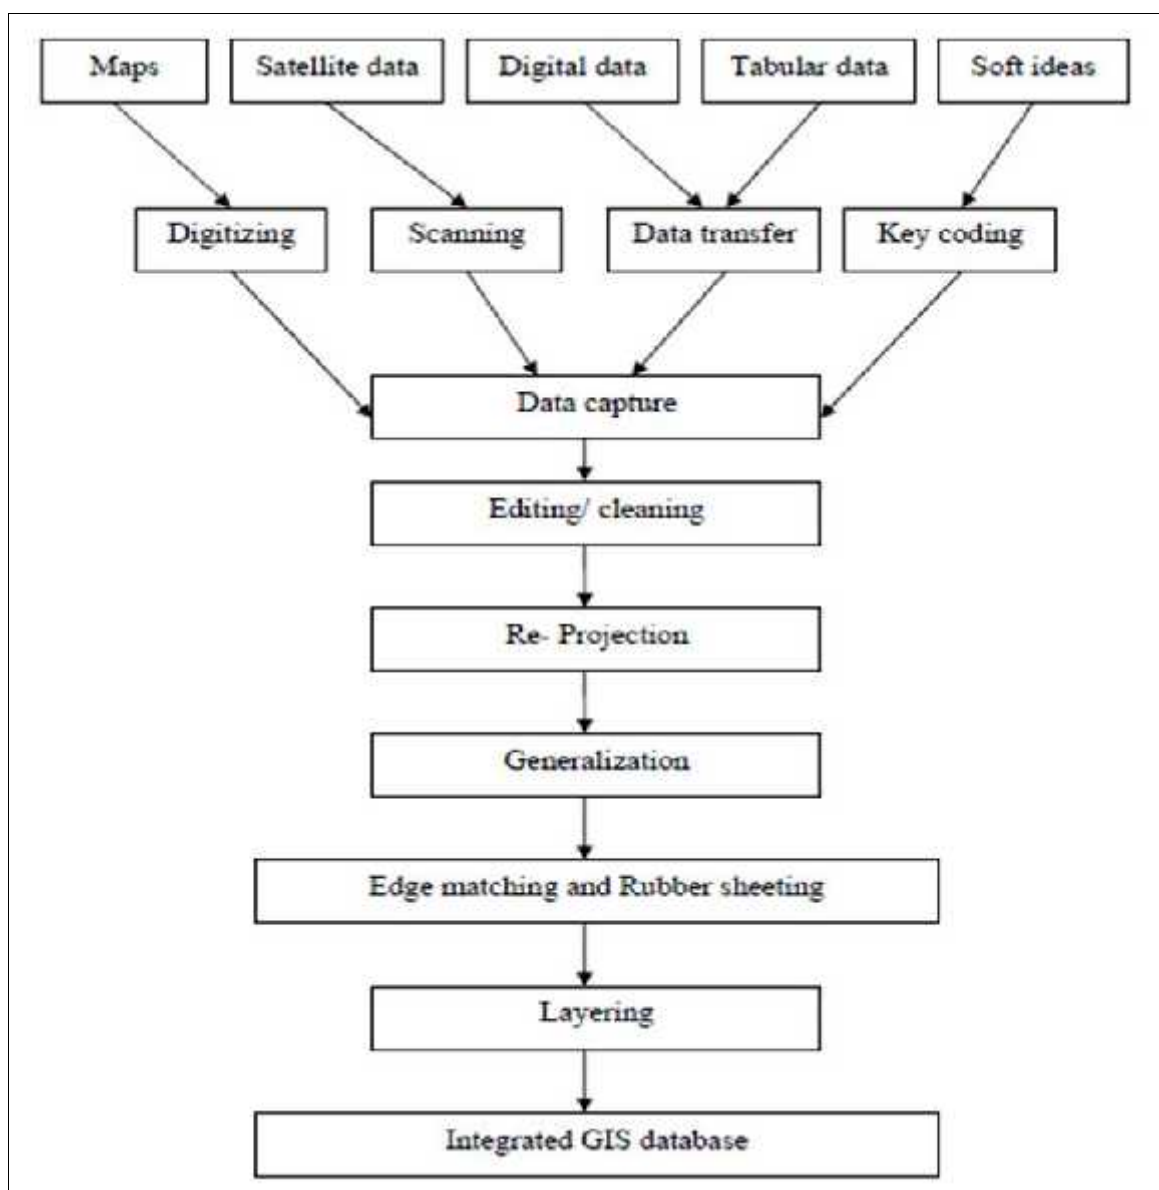 Maps
Satellite data
Digital data
Tabular data
Soft ideas
Digitizing
Scanning
Data transfer
Key coding
Data capture
Editing/ cleaning
Re- Projection
Generalization
Edge matching and Rubber sheeting
Layering
Integrated GIS database